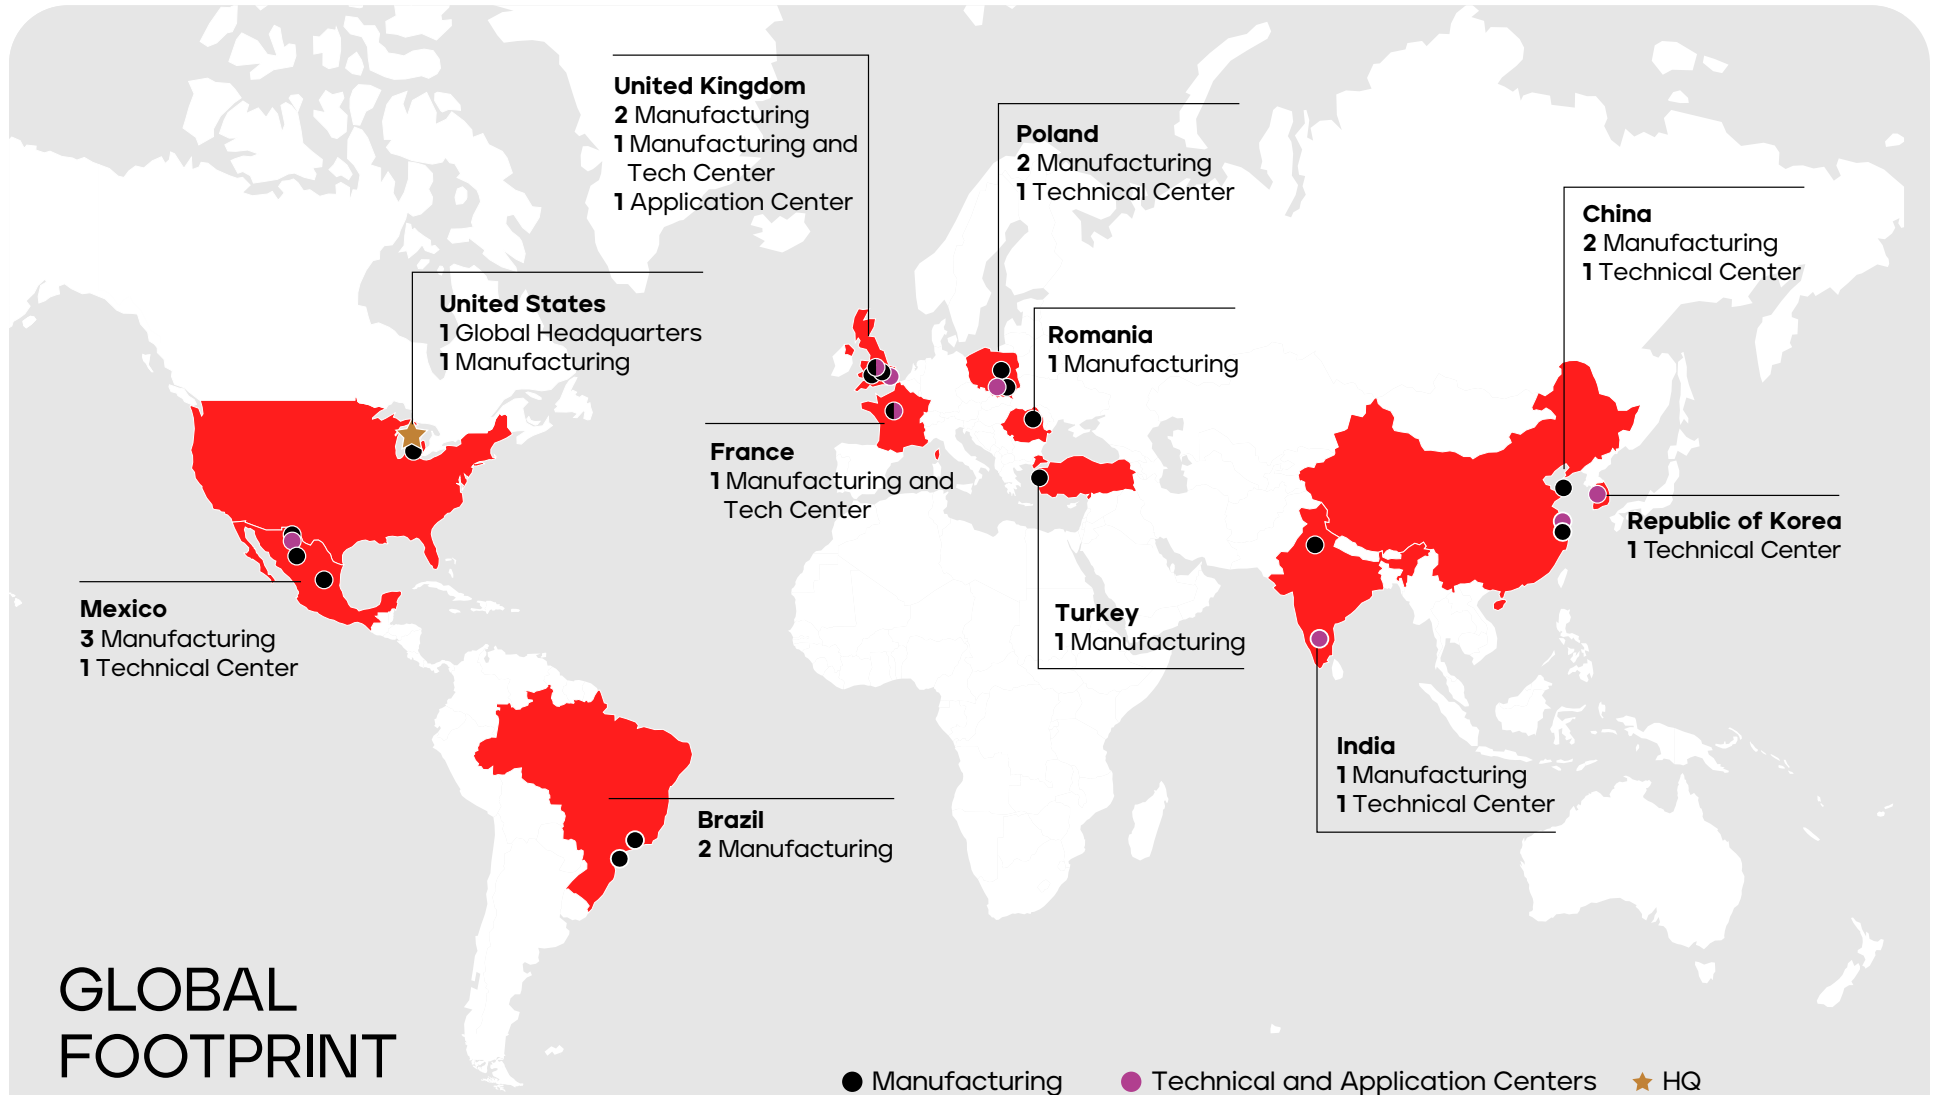 United Kingdom
2 Manufacturing
1 Manufacturing and
Tech Center
1 Application Center
Poland
2 Manufacturing
1 Technical Center
China
2 Manufacturing
1 Technical Center
United States
1 Global Headquarters
1 Manufacturing
Romania
1 Manufacturing
France
1 Manufacturing and
Tech Center
Republic of Korea
1 Technical Center
Mexico
3 Manufacturing
1 Technical Center
Turkey
1 Manufacturing
India
1 Manufacturing
1 Technical Center
Brazil
2 Manufacturing
GLOBAL
FOOTPRINT
Manufacturing
Technical and Application Centers
HQ